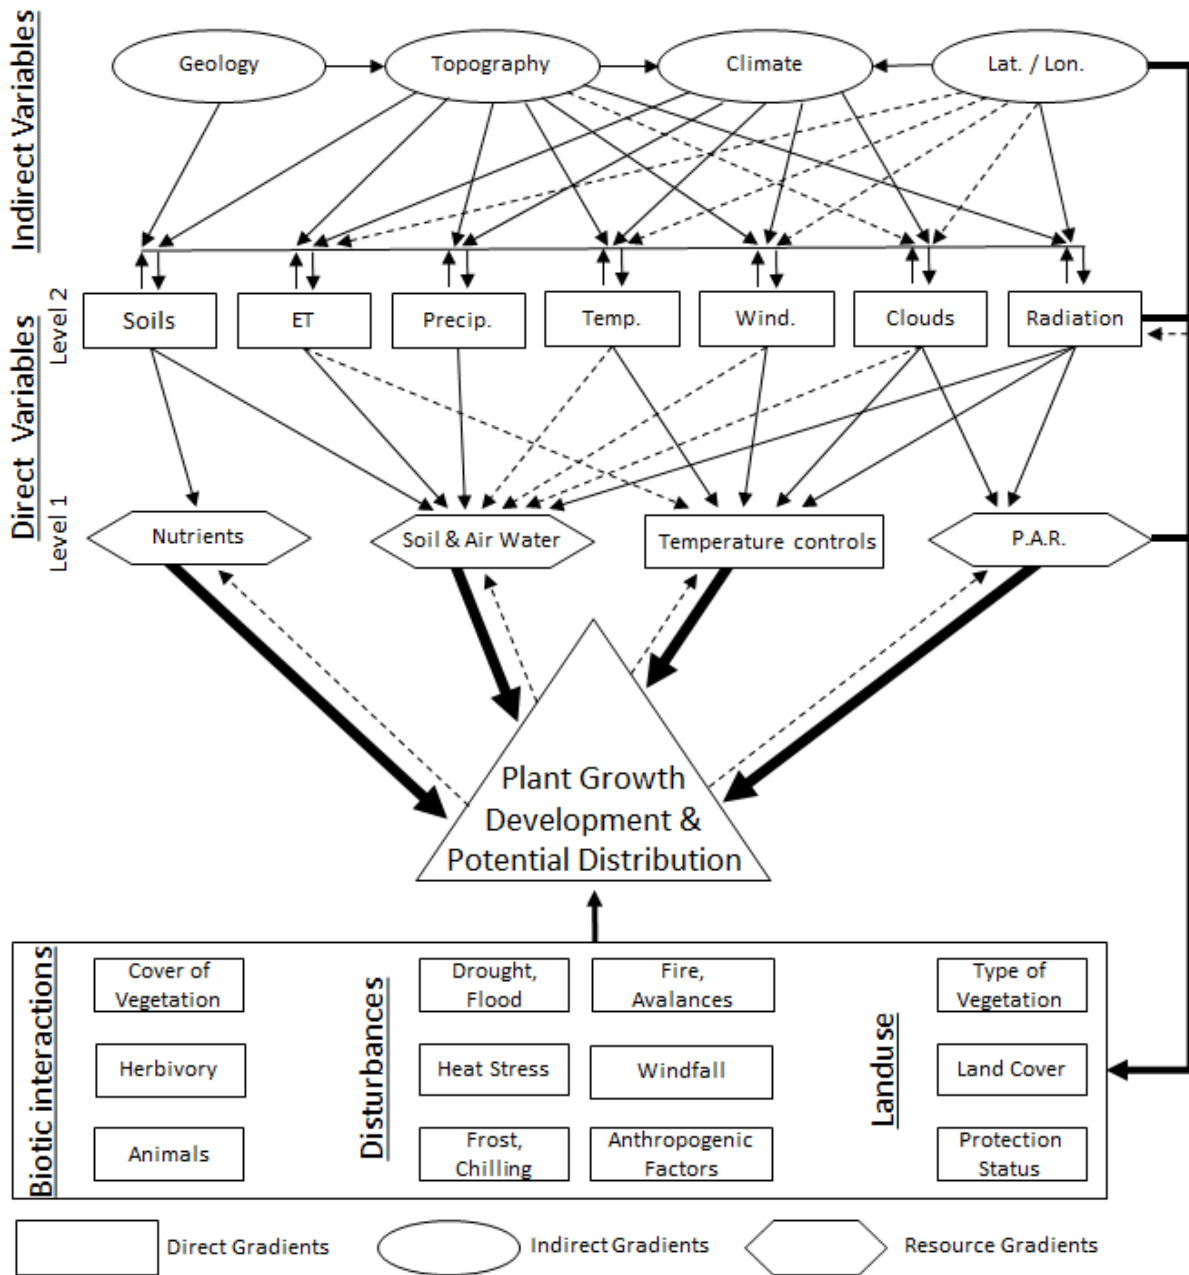 Indirect Variables
Geology
Topography
Climate
Lat. / Lon.
Direct Variables
Level 2
Soils
ET
Precip.
Temp.
Wind.
Clouds
Radiation
Level 1
Nutrients
Soil & Air Water
Temperature controls
P.A.R.
Plant Growth
Development &
Potential Distribution
Biotic interactions
Cover of
Vegetation
Herbivory
Animals
Disturbances
Drought,
Flood
Fire,
Avalances
Heat Stress
Windfall
Frost,
Chilling
Anthropogenic
Factors
Landuse
Type of
Vegetation
Land Cover
Protection
Status
Direct Gradients
Indirect Gradients
Resource Gradients